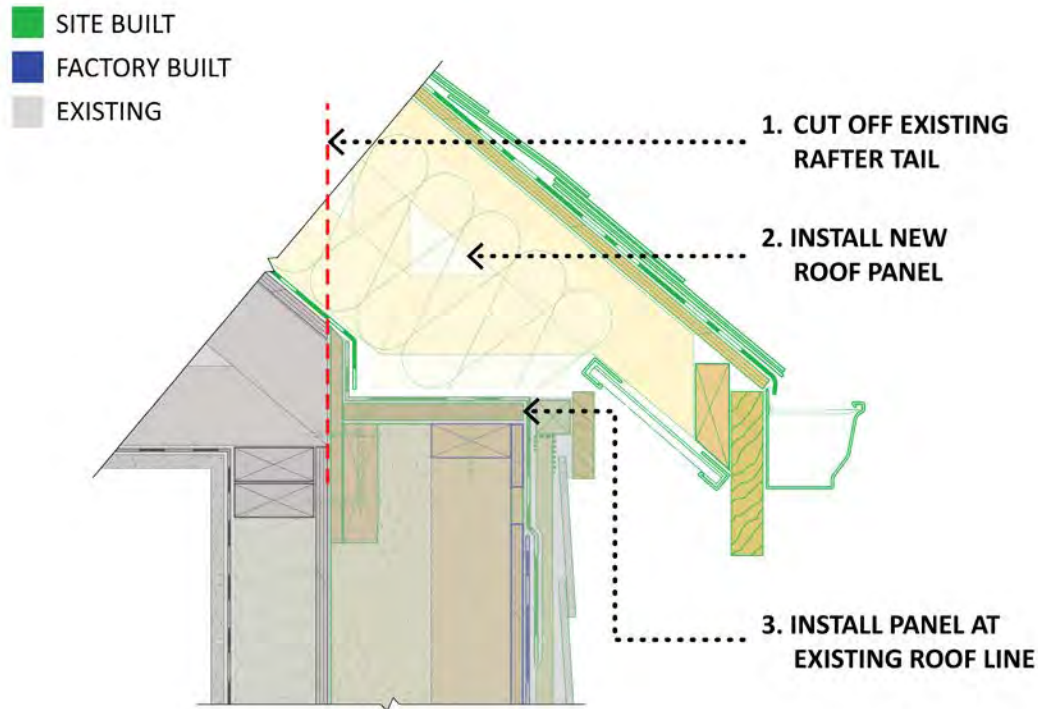 SITE BUILT
FACTORY BUILT
EXISTING
1. CUT OFF EXISTING
RAFTER TAIL
2. INSTALL NEW
ROOF PANEL
3. INSTALL PANEL AT
EXISTING ROOF LINE